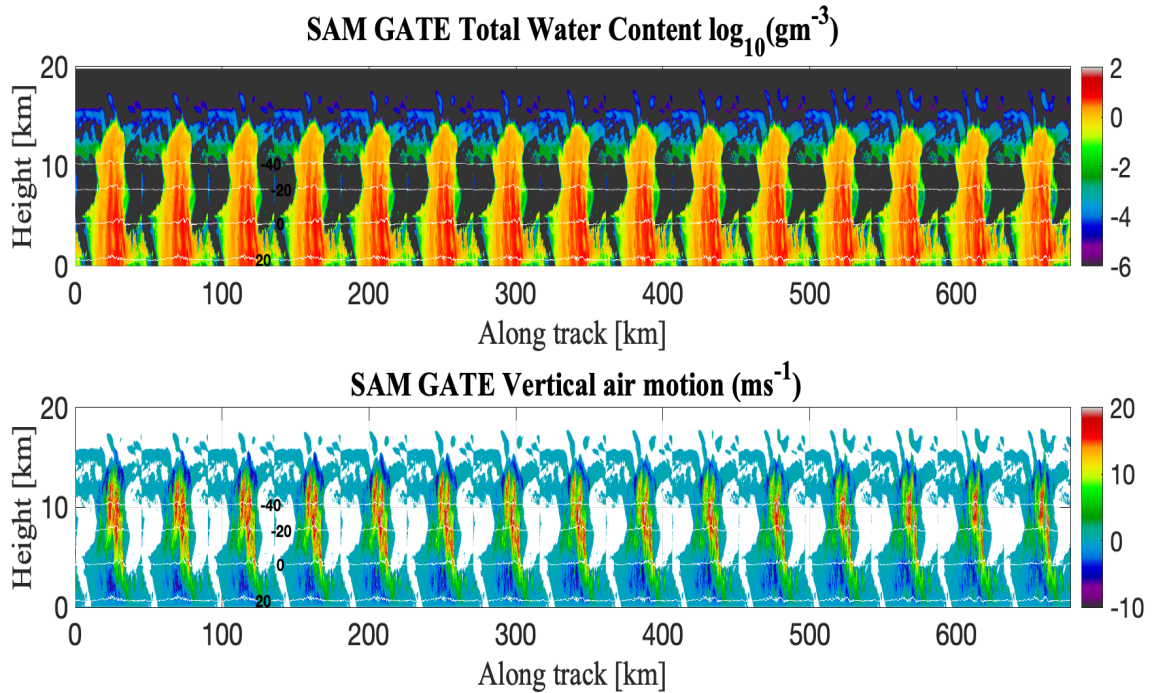 SAM GATE Total Water Content log10(gm-3)
20
10
0
Height [km]
-40
-20
0
20
2
0
-2
-4
-6
0 100 200 300 400 500 600
Along track [km]
SAM GATE Vertical air motion (ms-1)
20
10
0
Height [km]
-40
-20
0
20
20
10
0
-10
0 100 200 300 400 500 600
Along track [km]